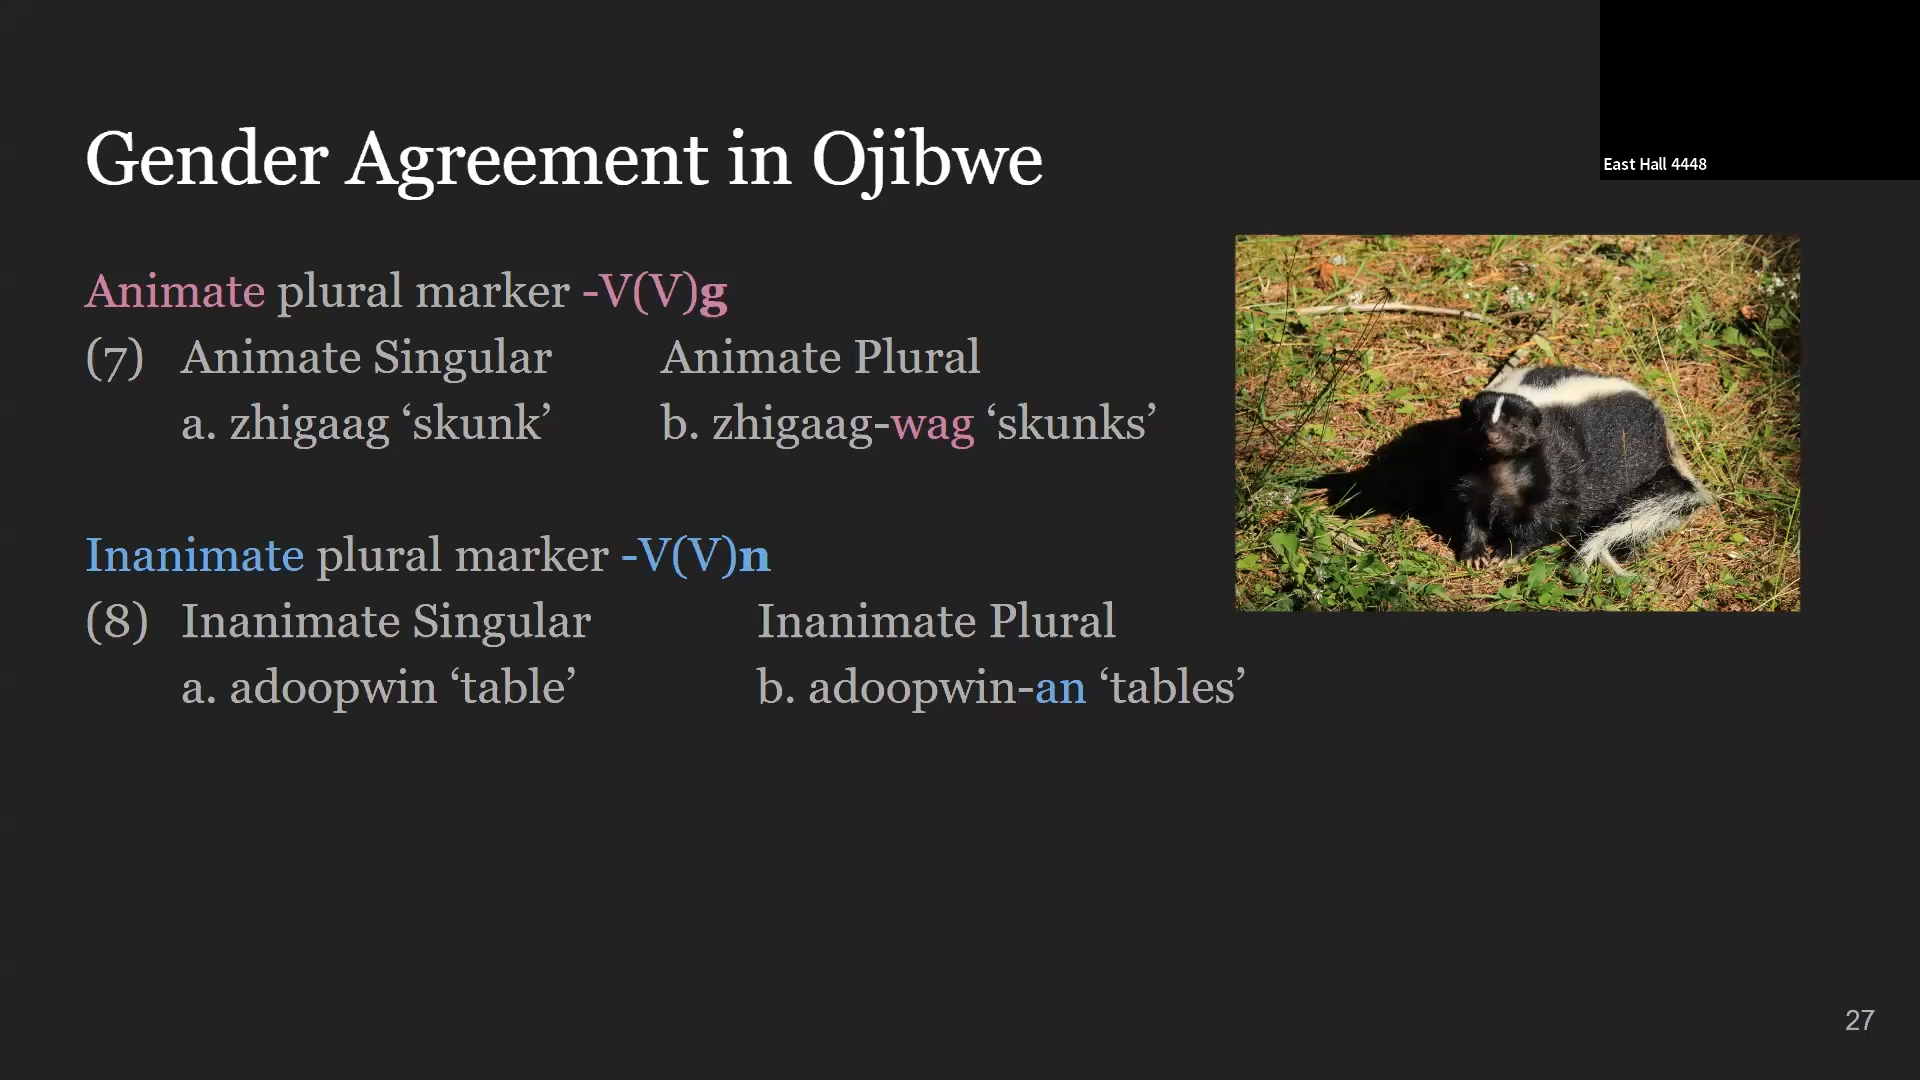 East Hall 4448
Gender Agreement in Ojibwe
Animate plural marker -V(V)g
(7) Animate Singular Animate Plural
a. zhigaag ‘skunk’ b. zhigaag-wag ‘skunks’
Inanimate plural marker -V(V)n
(8) Inanimate Singular Inanimate Plural
a. adoopwin ‘table’ b. adoopwin-an ‘tables’
27